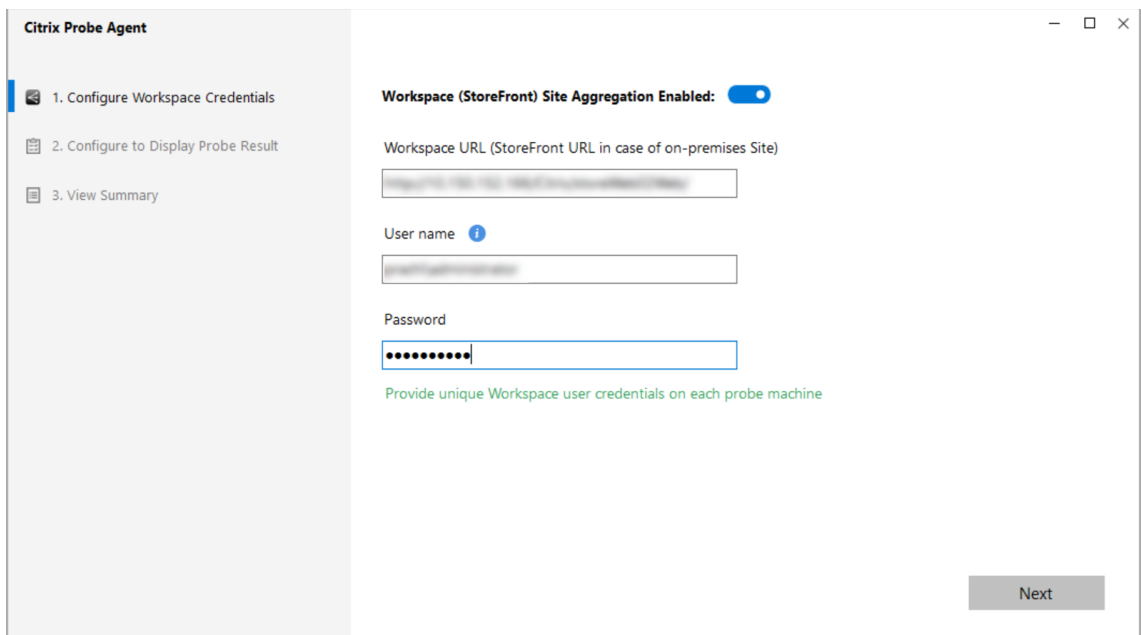 Citrix Probe Agent
1. Configure Workspace Credentials
2. Configure to Display Probe Result
3. View Summary
Workspace (StoreFront) Site Aggregation Enabled:
Workspace URL (StoreFront URL in case of on-premises Site)
User name
Password
●●●●●●●●●●
Provide unique Workspace user credentials on each probe machine
Next